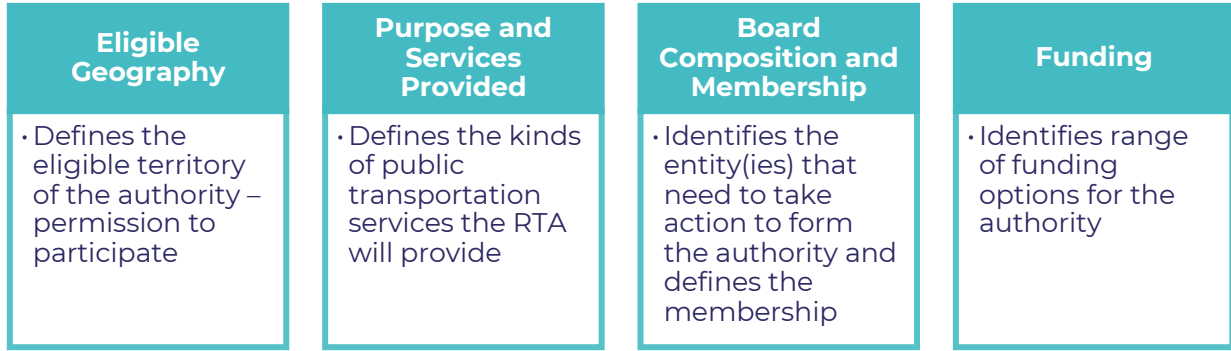 Eligible
Geography
· Defines the
eligible territory
of the authority –
permission to
participate
Purpose and
Services
Provided
· Defines the kinds
of public
transportation
services the RTA
will provide
Board
Composition and
Membership
· Identifies the
entity(ies) that
need to take
action to form
the authority and
defines the
membership
Funding
· Identifies range
of funding
options for the
authority